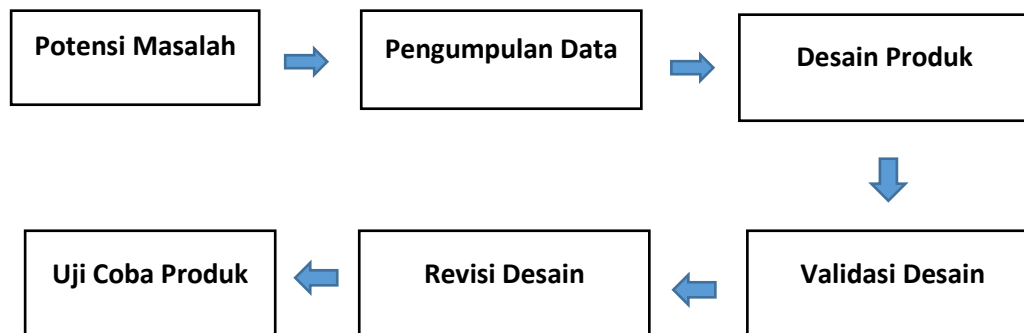 Potensi Masalah
Pengumpulan Data
Desain Produk
Validasi Desain
Revisi Desain
Uji Coba Produk